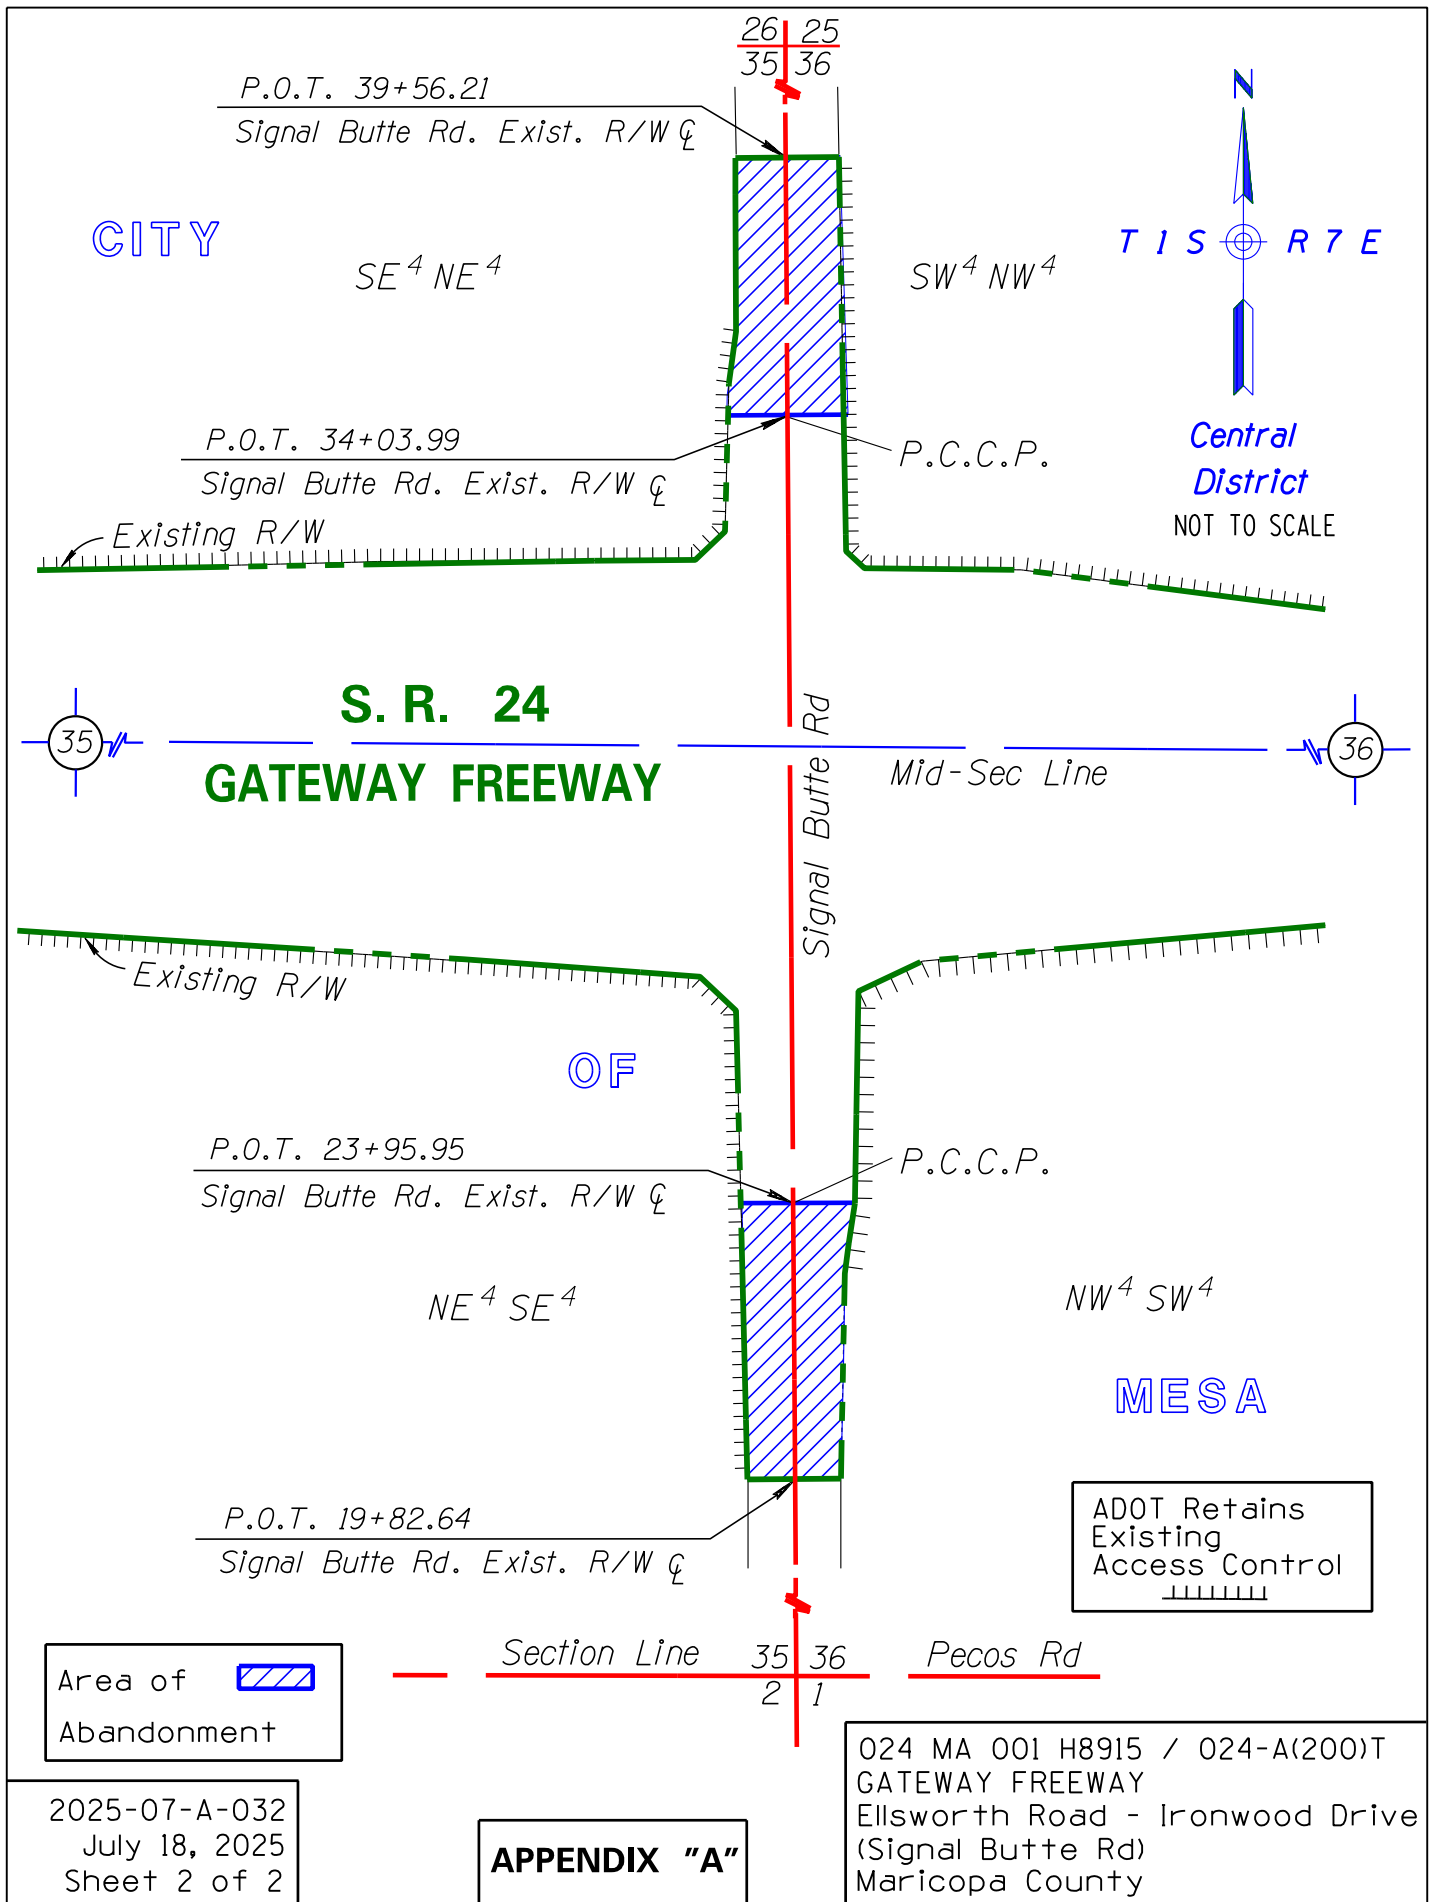 26 25
35 36
P.O.T. 39+56.21
Signal Butte Rd. Exist. R/W ℄
N
CITY
T 1 S R 7 E
SE 4 NE 4
SW 4 NW 4
P.O.T. 34+03.99
Signal Butte Rd. Exist. R/W ℄
P.C.C.P.
Central
District
NOT TO SCALE
Existing R/W
S. R. 24
GATEWAY FREEWAY
35
36
Signal Butte Rd
Mid-Sec Line
Existing R/W
OF
P.O.T. 23+95.95
Signal Butte Rd. Exist. R/W ℄
P.C.C.P.
NE 4 SE 4
NW 4 SW 4
MESA
P.O.T. 19+82.64
Signal Butte Rd. Exist. R/W ℄
ADOT Retains
Existing
Access Control
Section Line
35 36
2 1
Pecos Rd
Area of
Abandonment
2025-07-A-032
July 18, 2025
Sheet 2 of 2
APPENDIX "A"
024 MA 001 H8915 / 024-A(200)T
GATEWAY FREEWAY
Ellsworth Road - Ironwood Drive
(Signal Butte Rd)
Maricopa County